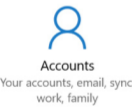 Accounts
Your accounts, email, sync,
work, family